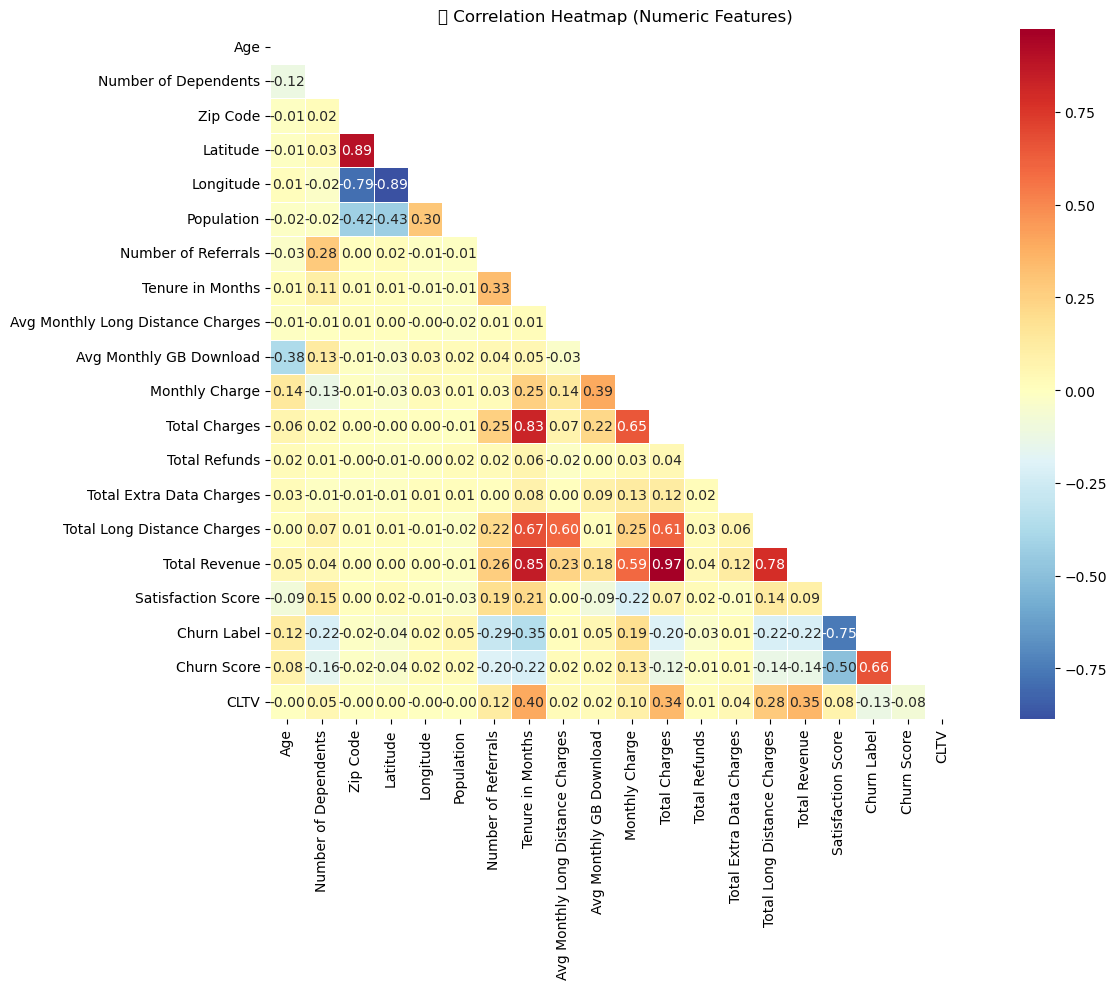 Correlation Heatmap (Numeric Features)
Age
Number of Dependents -0.12
Zip Code -0.01 0.02
Latitude -0.01 0.03 0.89
Longitude 0.01 -0.02 -0.79 -0.89
Population -0.02 -0.02 -0.42 -0.43 0.30
Number of Referrals -0.03 0.28 0.00 0.02 -0.01 -0.01
Tenure in Months 0.01 0.11 0.01 0.01 -0.01 -0.01 0.33
Avg Monthly Long Distance Charges -0.01 -0.01 0.01 0.00 -0.00 -0.02 0.01 0.01
Avg Monthly GB Download -0.38 0.13 -0.01 -0.03 0.03 0.02 0.04 0.05 -0.03
Monthly Charge 0.14 -0.13 -0.01 -0.03 0.03 0.01 0.03 0.25 0.14 0.39
Total Charges 0.06 0.02 0.00 -0.00 0.00 -0.01 0.25 0.83 0.07 0.22 0.65
Total Refunds 0.02 0.01 -0.00 -0.01 -0.00 0.02 0.02 0.06 -0.02 0.00 0.03 0.04
Total Extra Data Charges 0.03 -0.01 -0.01 -0.01 0.01 0.01 0.00 0.08 0.00 0.09 0.13 0.12 0.02
Total Long Distance Charges 0.00 0.07 0.01 0.01 -0.01 -0.02 0.22 0.67 0.60 0.01 0.25 0.61 0.03 0.06
Total Revenue 0.05 0.04 0.00 0.00 0.00 -0.01 0.26 0.85 0.23 0.18 0.59 0.97 0.04 0.12 0.78
Satisfaction Score -0.09 0.15 0.00 0.02 -0.01 -0.03 0.19 0.21 0.00 -0.09 -0.22 0.07 0.02 -0.01 0.14 0.09
Churn Label 0.12 -0.22 -0.02 -0.04 0.02 0.05 -0.29 -0.35 0.01 0.05 0.19 -0.20 -0.03 0.01 -0.22 -0.22 -0.75
Churn Score 0.08 -0.16 -0.02 -0.04 0.02 0.02 -0.20 -0.22 0.02 0.02 0.13 -0.12 -0.01 0.01 -0.14 -0.14 -0.50 0.66
CLTV -0.00 0.05 -0.00 0.00 -0.00 -0.00 0.12 0.40 0.02 0.02 0.10 0.34 0.01 0.04 0.28 0.35 0.08 -0.13 -0.08
Age
Number of Dependents
Zip Code
Latitude
Longitude
Population
Number of Referrals
Tenure in Months
Avg Monthly Long Distance Charges
Avg Monthly GB Download
Monthly Charge
Total Charges
Total Refunds
Total Extra Data Charges
Total Long Distance Charges
Total Revenue
Satisfaction Score
Churn Label
Churn Score
CLTV
0.75
0.50
0.25
0.00
−0.25
−0.50
−0.75